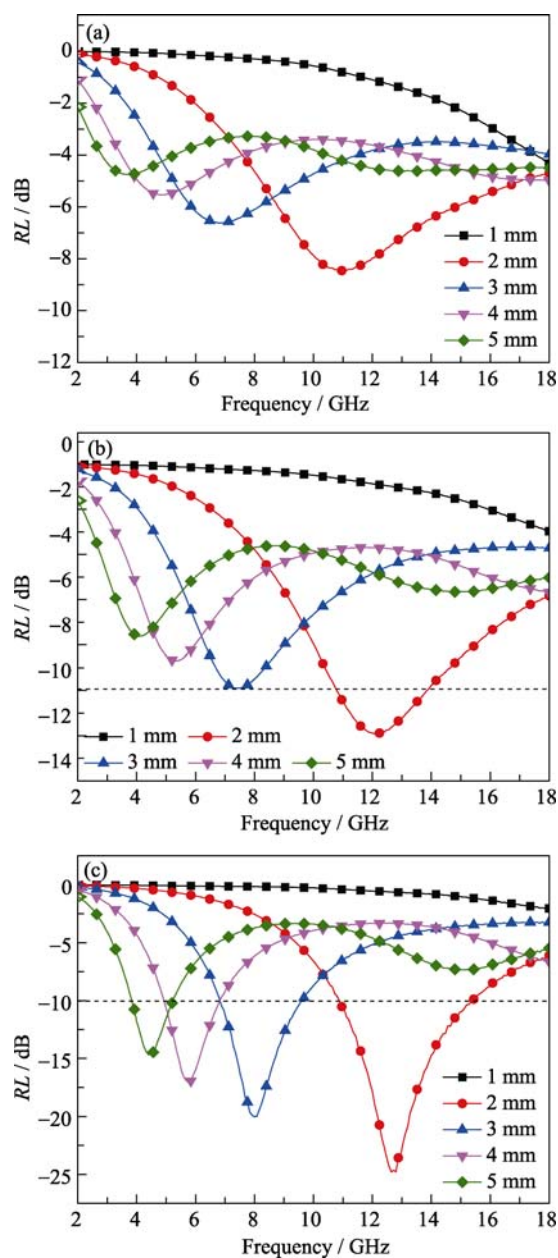 (a)
0
−2
−4
−6
−8
−10
−12
RL / dB
1 mm
2 mm
3 mm
4 mm
5 mm
2 4 6 8 10 12 14 16 18
Frequency / GHz
(b)
0
−2
−4
−6
−8
−10
−12
−14
RL / dB
1 mm 2 mm
3 mm 4 mm 5 mm
2 4 6 8 10 12 14 16 18
Frequency / GHz
(c)
0
−5
−10
−15
−20
−25
RL / dB
1 mm
2 mm
3 mm
4 mm
5 mm
2 4 6 8 10 12 14 16 18
Frequency / GHz